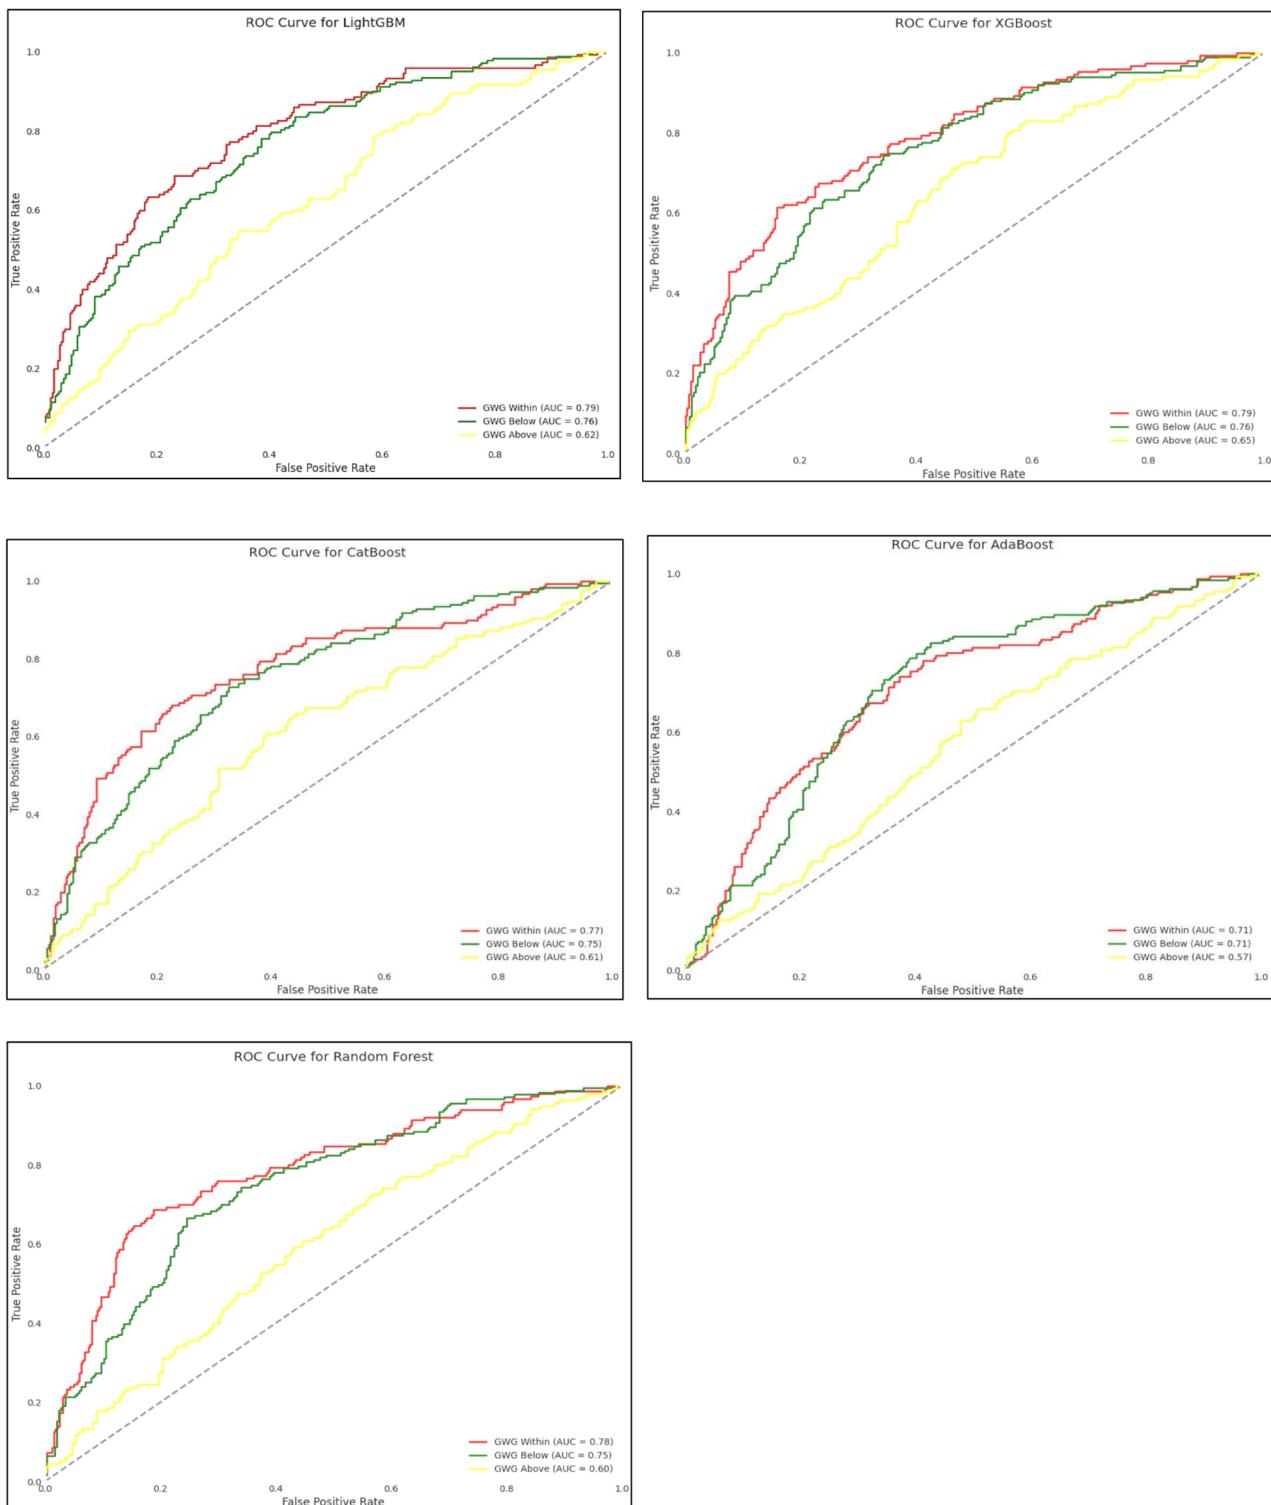 ROC Curve for LightGBM
1.0
0.8
0.6
0.4
0.2
0.0
True Positive Rate
GWG Within (AUC = 0.79)
GWG Below (AUC = 0.76)
GWG Above (AUC = 0.62)
0.0 0.2 0.4 0.6 0.8 1.0
False Positive Rate
ROC Curve for XGBoost
1.0
0.8
0.6
0.4
0.2
0.0
True Positive Rate
GWG Within (AUC = 0.79)
GWG Below (AUC = 0.76)
GWG Above (AUC = 0.65)
0.0 0.2 0.4 0.6 0.8 1.0
False Positive Rate
ROC Curve for CatBoost
1.0
0.8
0.6
0.4
0.2
0.0
True Positive Rate
GWG Within (AUC = 0.77)
GWG Below (AUC = 0.75)
GWG Above (AUC = 0.61)
0.0 0.2 0.4 0.6 0.8 1.0
False Positive Rate
ROC Curve for AdaBoost
1.0
0.8
0.6
0.4
0.2
0.0
True Positive Rate
GWG Within (AUC = 0.71)
GWG Below (AUC = 0.71)
GWG Above (AUC = 0.57)
0.0 0.2 0.4 0.6 0.8 1.0
False Positive Rate
ROC Curve for Random Forest
1.0
0.8
0.6
0.4
0.2
0.0
True Positive Rate
GWG Within (AUC = 0.78)
GWG Below (AUC = 0.75)
GWG Above (AUC = 0.60)
0.0 0.2 0.4 0.6 0.8 1.0
False Positive Rate